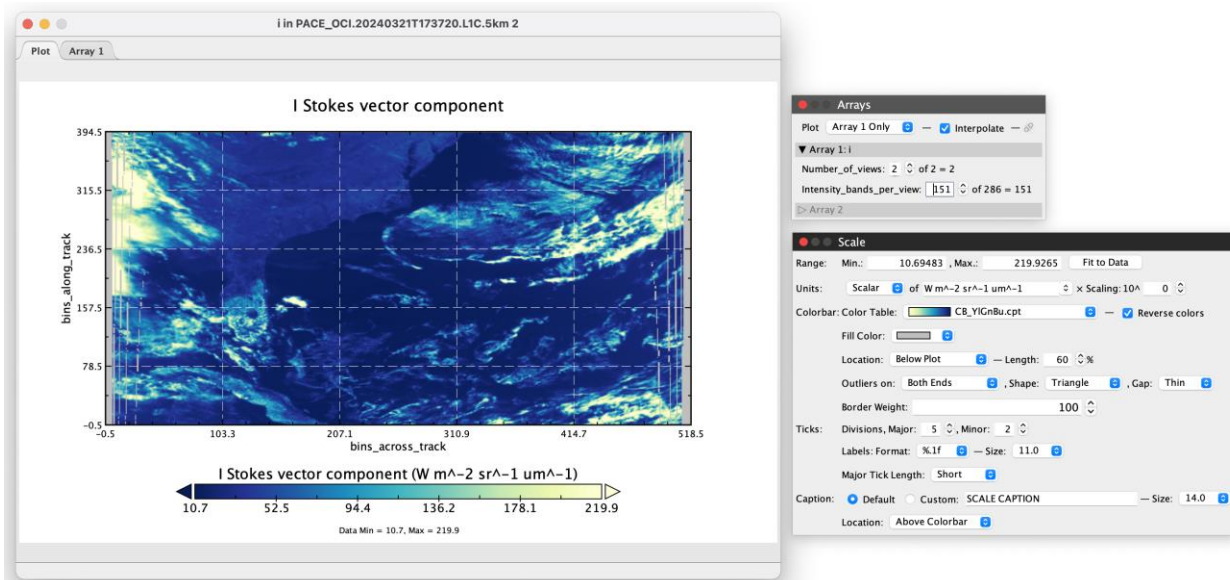 i in PACE_OCI.20240321T173720.L1C.5km 2
Plot Array 1
I Stokes vector component
394.5
315.5
236.5
157.5
78.5
-0.5
bins_along_track
-0.5 103.3 207.1 310.9 414.7 518.5
bins_across_track
I Stokes vector component (W m^-2 sr^-1 um^-1)
10.7 52.5 94.4 136.2 178.1 219.9
Data Min = 10.7, Max = 219.9
Arrays
Plot Array 1 Only — Interpolate —
▼ Array 1: i
Number_of_views: 2 of 2 = 2
Intensity_bands_per_view: 151 of 286 = 151
▷ Array 2
Scale
Range: Min.: 10.69483 , Max.: 219.9265 Fit to Data
Units: Scalar of W m^-2 sr^-1 um^-1 × Scaling: 10^ 0
Colorbar: Color Table: CB_YlGnBu.cpt — Reverse colors
Fill Color:
Location: Below Plot — Length: 60 %
Outliers on: Both Ends , Shape: Triangle , Gap: Thin
Border Weight: 100
Ticks: Divisions, Major: 5 , Minor: 2
Labels: Format: %.1f — Size: 11.0
Major Tick Length: Short
Caption: Default Custom: SCALE CAPTION — Size: 14.0
Location: Above Colorbar